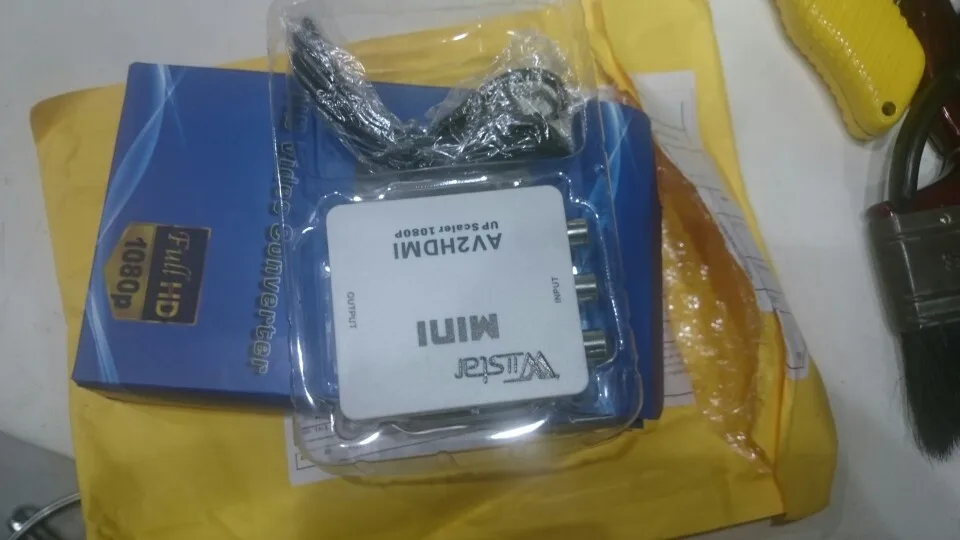 Wiistar
MINI
INPUT
OUTPUT
AV2HDMI
UP Scaler 1080P
Video Converter
Full HD
1080p